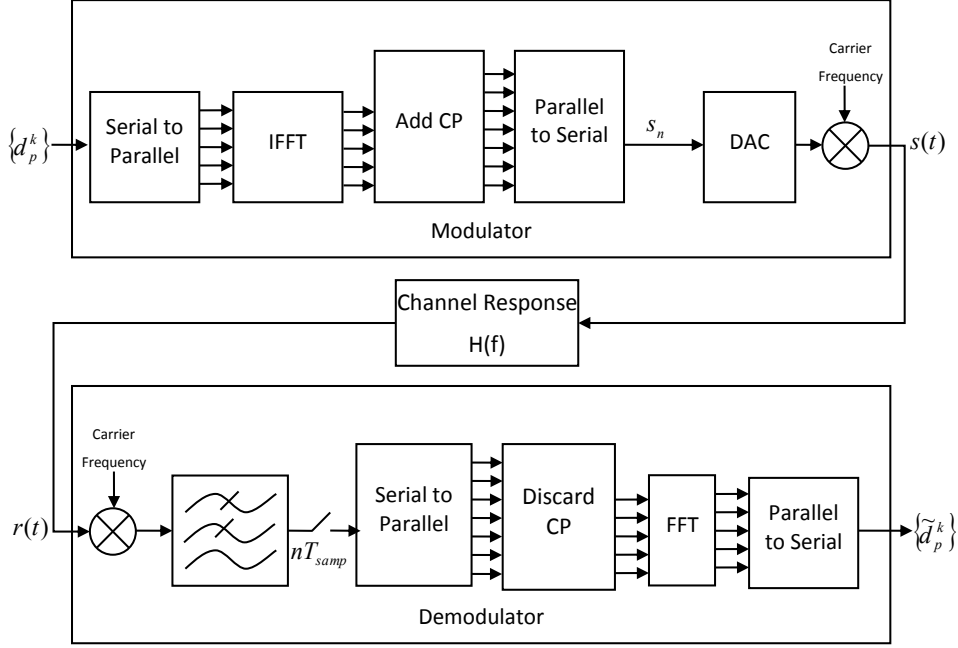 Carrier
Frequency
{d_p^k}
Serial to
Parallel
IFFT
Add CP
Parallel
to Serial
s_n
DAC
s(t)
Modulator
Channel Response
H(f)
Carrier
Frequency
r(t)
nT_samp
Serial to
Parallel
Discard
CP
FFT
Parallel
to Serial
{d̃_p^k}
Demodulator